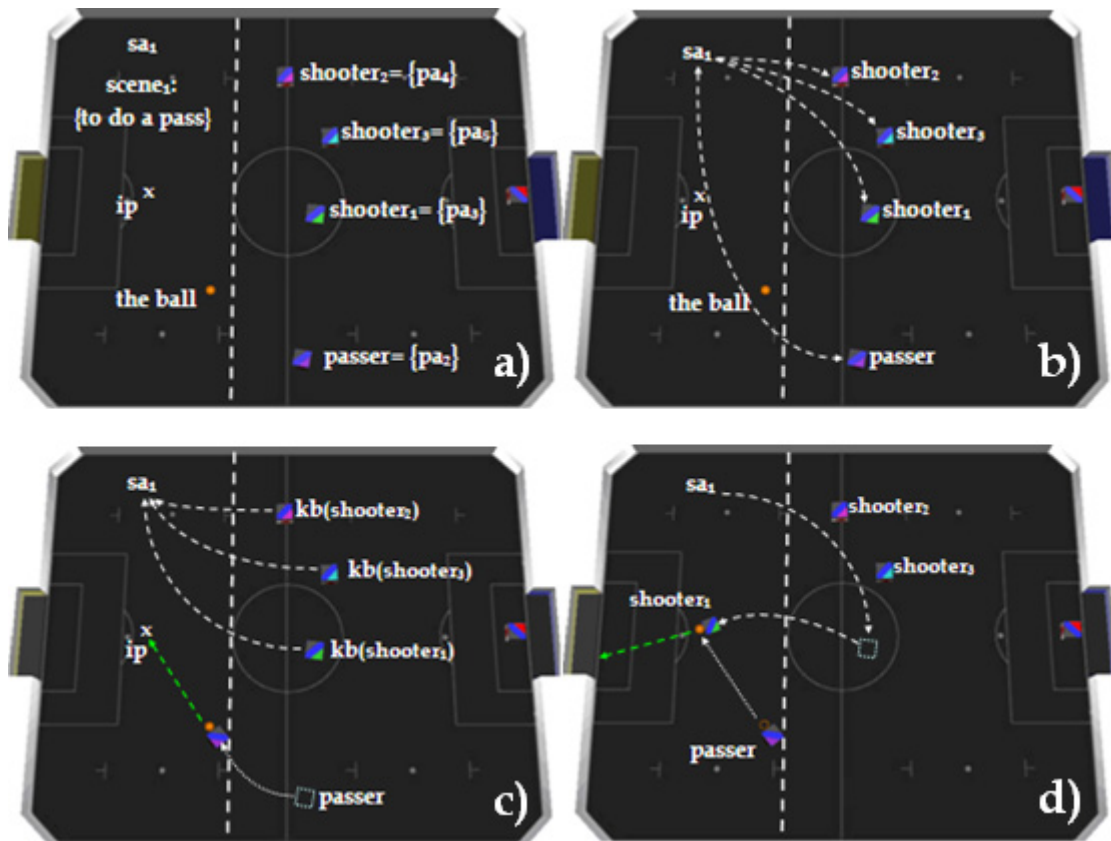 sa₁
shooter₂= {pa₄}
scene₁:
{to do a pass}
shooter₃= {pa₅}
x
ip
shooter₁= {pa₃}
the ball
passer= {pa₂}
a)
sa₁
shooter₂
shooter₃
x
ip
shooter₁
the ball
passer
b)
sa₁
kb(shooter₂)
kb(shooter₃)
x
ip
kb(shooter₁)
passer
c)
sa₁
shooter₂
shooter₃
shooter₁
passer
d)